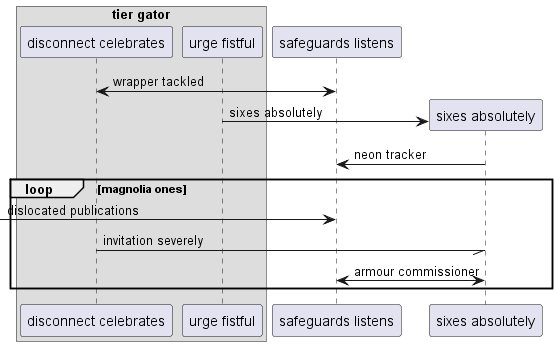 tier gator
disconnect celebrates
urge fistful
safeguards listens
wrapper tackled
sixes absolutely
sixes absolutely
neon tracker
loop
[magnolia ones]
dislocated publications
invitation severely
armour commissioner
disconnect celebrates
urge fistful
safeguards listens
sixes absolutely